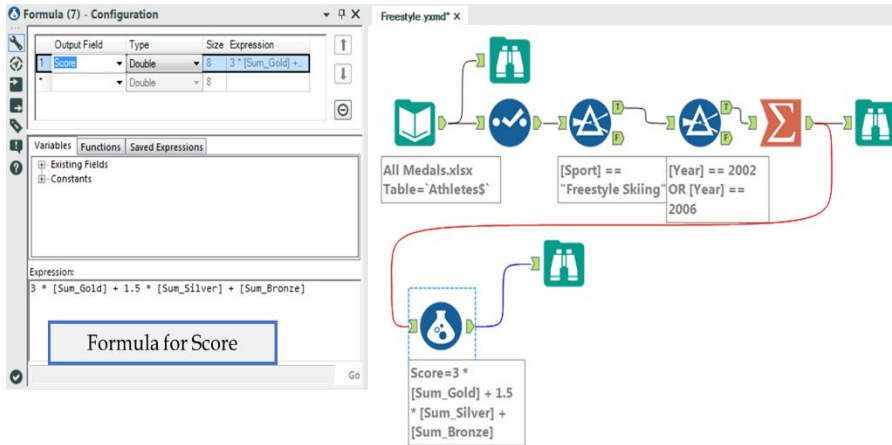 Formula (7) - Configuration
Output Field Type Size Expression
1 Score Double 8 3 * [Sum_Gold] +...
* Double 8
Variables Functions Saved Expressions
Existing Fields
Constants
Expression:
3 * [Sum_Gold] + 1.5 * [Sum_Silver] + [Sum_Bronze]
Formula for Score
Go
Freestyle.yxmd* X
T
F
T
F
Σ
All Medals.xlsx
Table=`Athletes$`
[Sport] ==
"Freestyle Skiing"
[Year] == 2002
OR [Year] ==
2006
Score=3 *
[Sum_Gold] + 1.5
* [Sum_Silver] +
[Sum_Bronze]